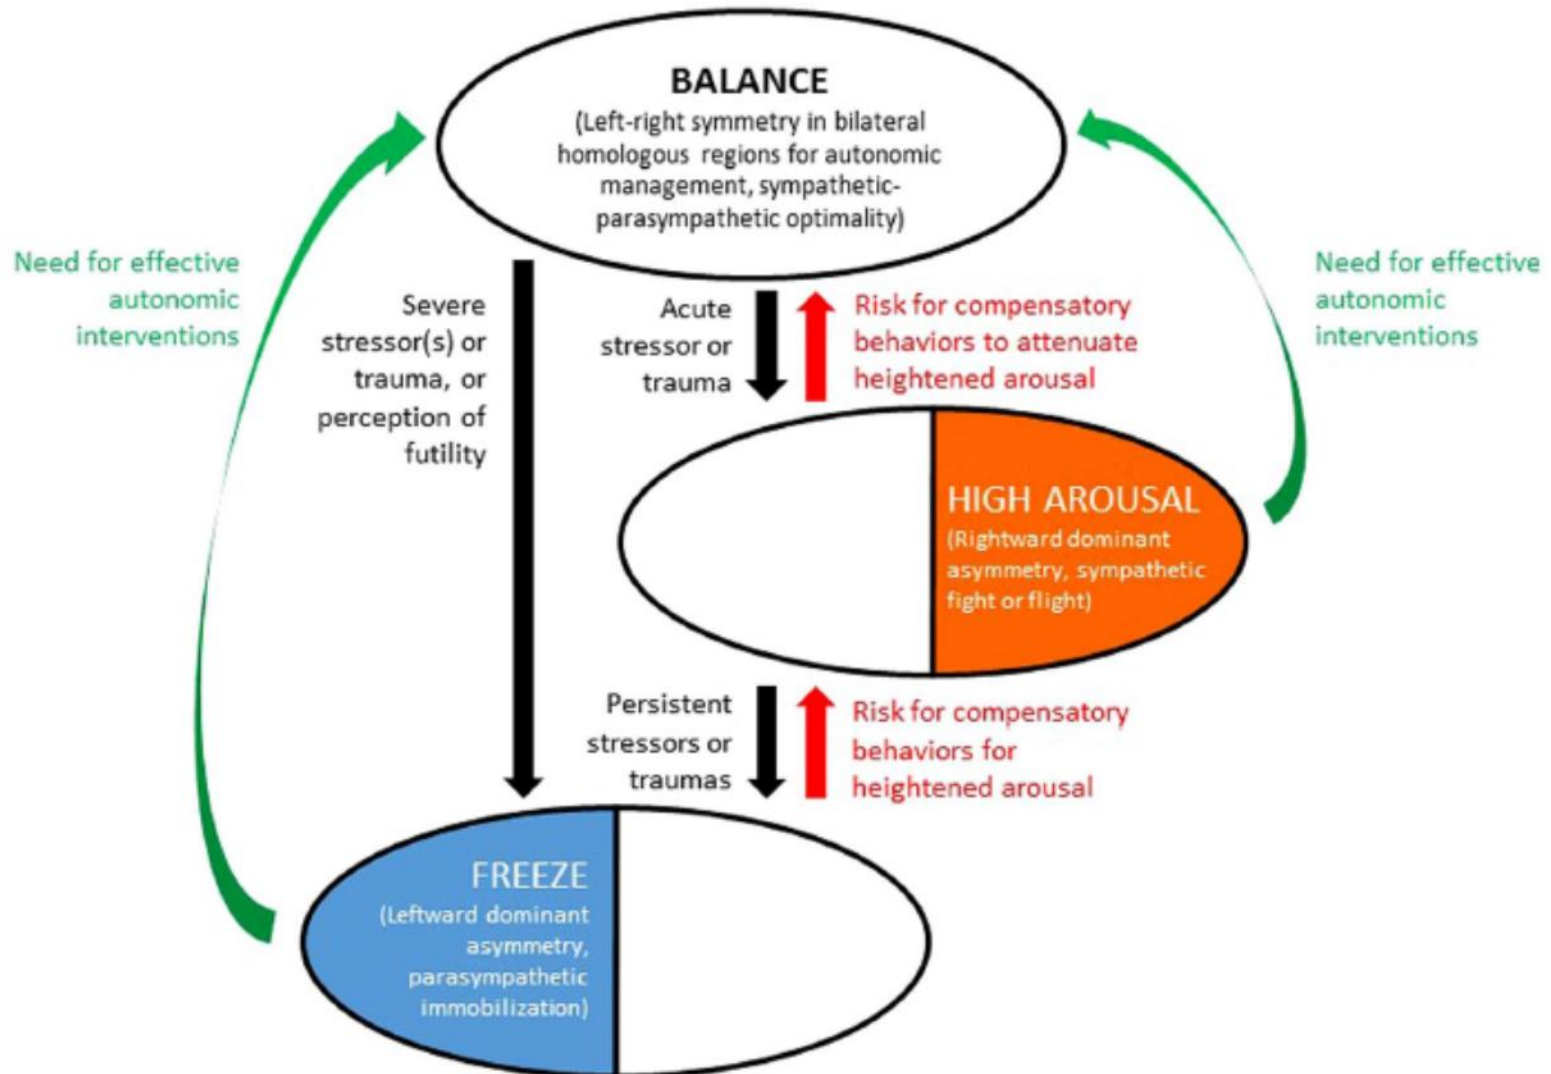 BALANCE
(Left-right symmetry in bilateral
homologous regions for autonomic
management, sympathetic-
parasympathetic optimality)
Need for effective
autonomic
interventions
Severe
stressor(s) or
trauma, or
perception of
futility
Acute
stressor or
trauma
Risk for compensatory
behaviors to attenuate
heightened arousal
Need for effective
autonomic
interventions
HIGH AROUSAL
(Rightward dominant
asymmetry, sympathetic
fight or flight)
Persistent
stressors or
traumas
Risk for compensatory
behaviors for
heightened arousal
FREEZE
(Leftward dominant
asymmetry,
parasympathetic
immobilization)